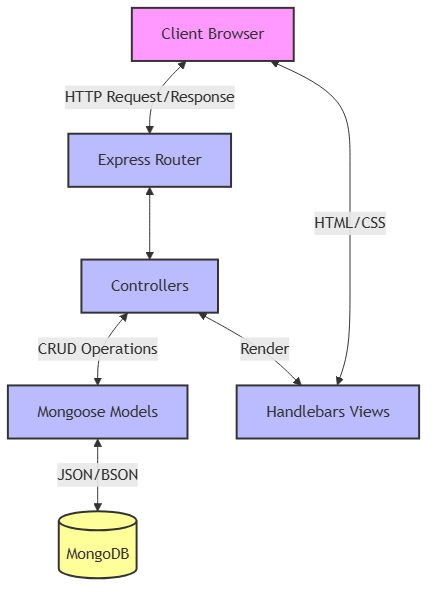 Client Browser
HTTP Request/Response
Express Router
HTML/CSS
Controllers
CRUD Operations
Render
Mongoose Models
Handlebars Views
JSON/BSON
MongoDB